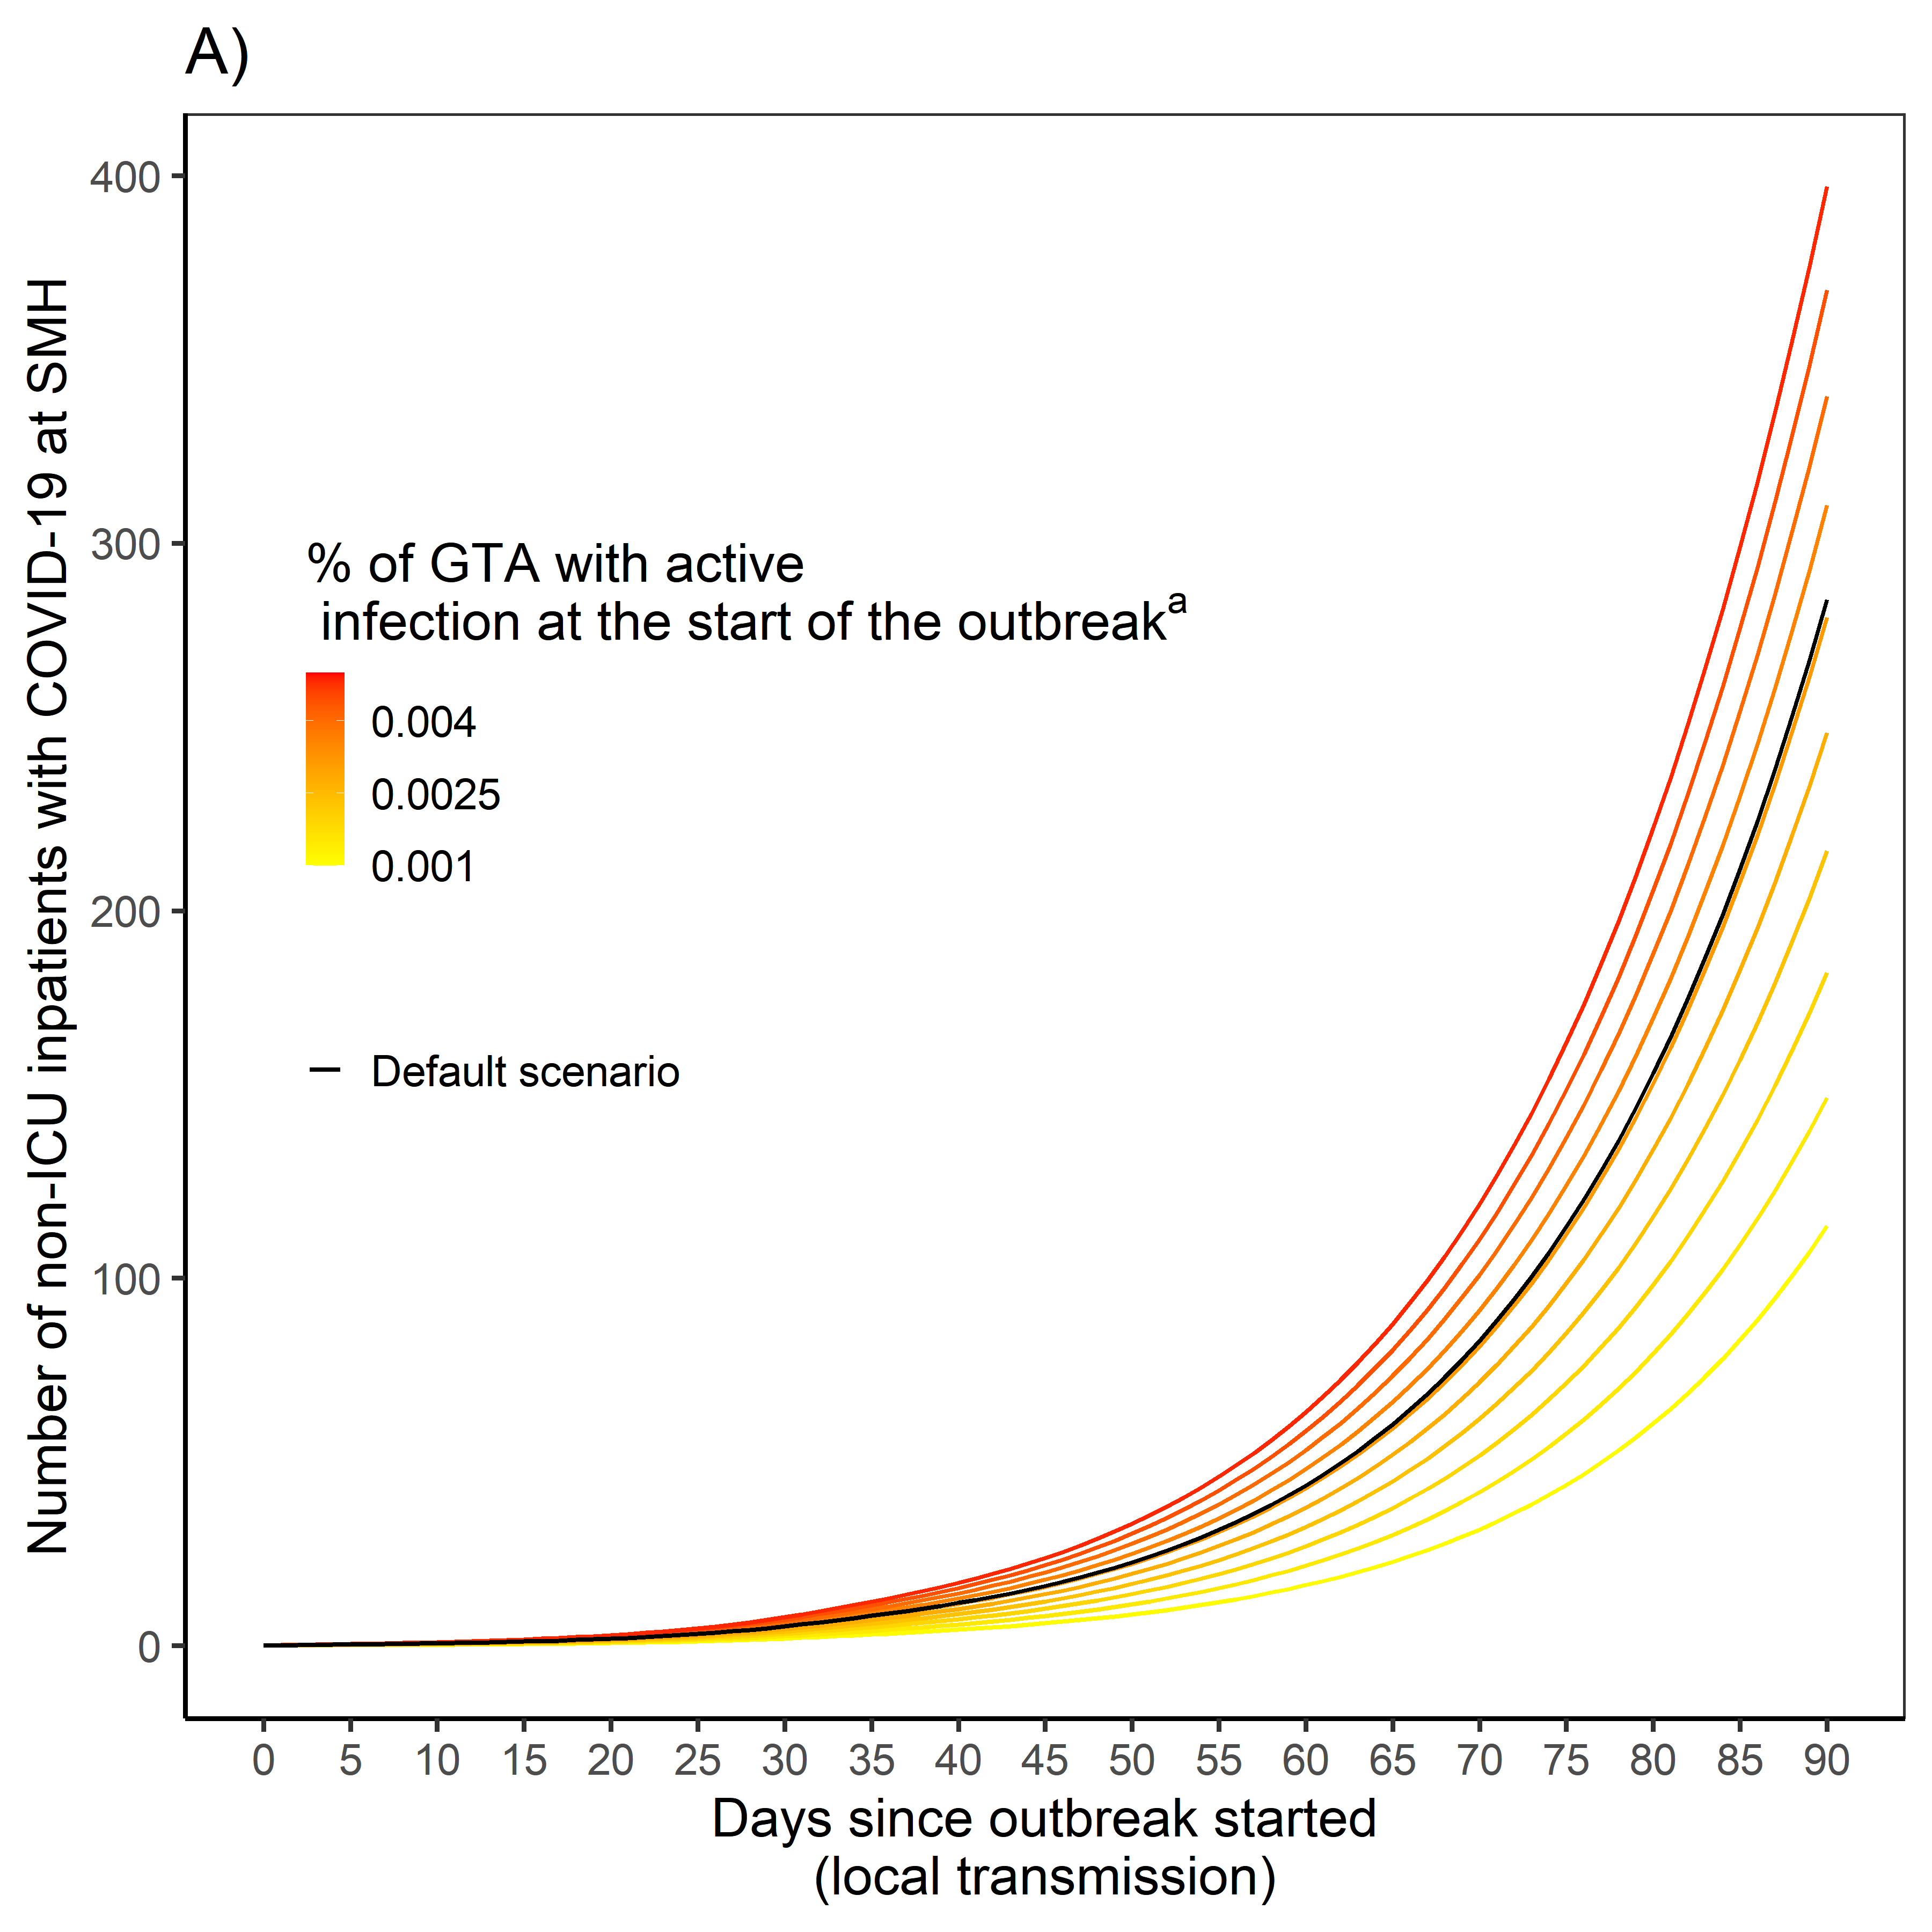 A)
Number of non-ICU inpatients with COVID-19 at SMH
400
300
200
100
0
% of GTA with active
infection at the start of the outbreakᵃ
0.004
0.0025
0.001
Default scenario
0 5 10 15 20 25 30 35 40 45 50 55 60 65 70 75 80 85 90
Days since outbreak started
(local transmission)